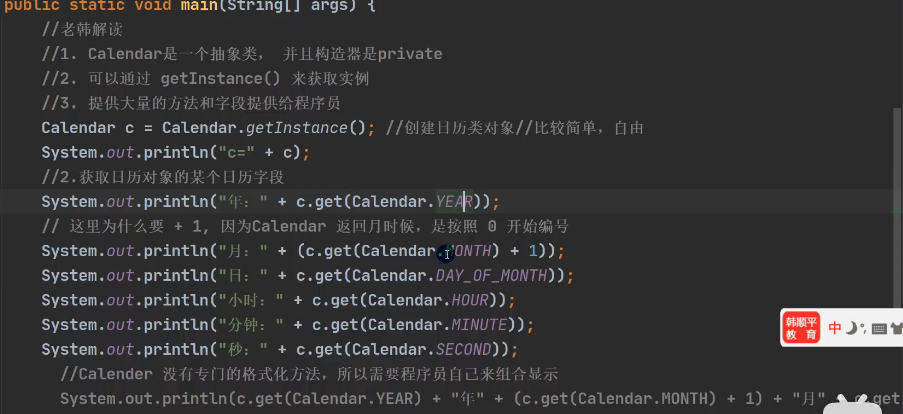 public static void main(String[] args) {
//老韩解读
//1. Calendar是一个抽象类， 并且构造器是private
//2. 可以通过 getInstance() 来获取实例
//3. 提供大量的方法和字段提供给程序员
Calendar c = Calendar.getInstance(); //创建日历类对象//比较简单，自由
System.out.println("c=" + c);
//2.获取日历对象的某个日历字段
System.out.println("年：" + c.get(Calendar.YEAR));
// 这里为什么要 + 1, 因为Calendar 返回月时候，是按照 0 开始编号
System.out.println("月：" + (c.get(Calendar.MONTH) + 1));
System.out.println("日：" + c.get(Calendar.DAY_OF_MONTH));
System.out.println("小时：" + c.get(Calendar.HOUR));
System.out.println("分钟：" + c.get(Calendar.MINUTE));
System.out.println("秒：" + c.get(Calendar.SECOND));
//Calender 没有专门的格式化方法，所以需要程序员自己来组合显示
System.out.println(c.get(Calendar.YEAR) + "年" + (c.get(Calendar.MONTH) + 1) + "月" + c.get
韩顺平
教 育
中